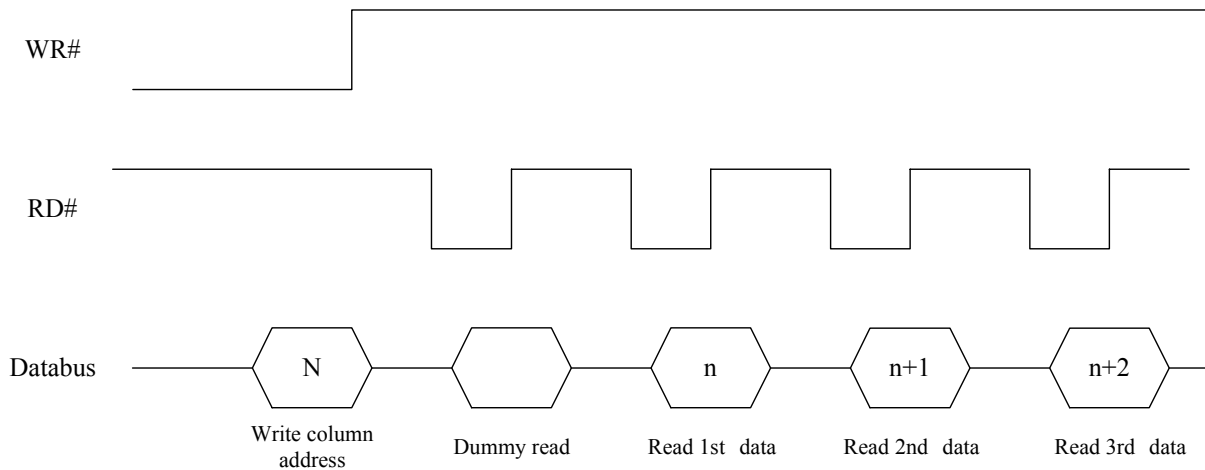 WR#
RD#
Databus
N
n
n+1
n+2
Write column
address
Dummy read
Read 1st data
Read 2nd data
Read 3rd data